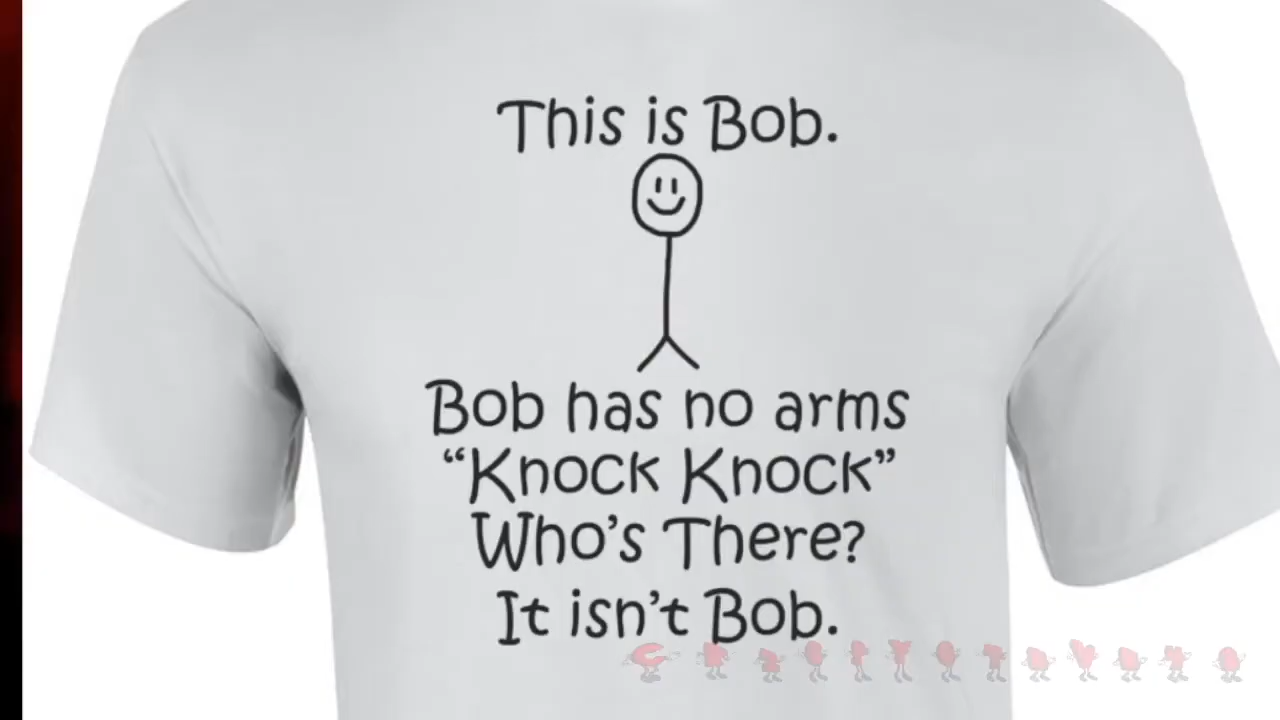 This is Bob.
Bob has no arms
“Knock Knock”
Who’s There?
It isn’t Bob.